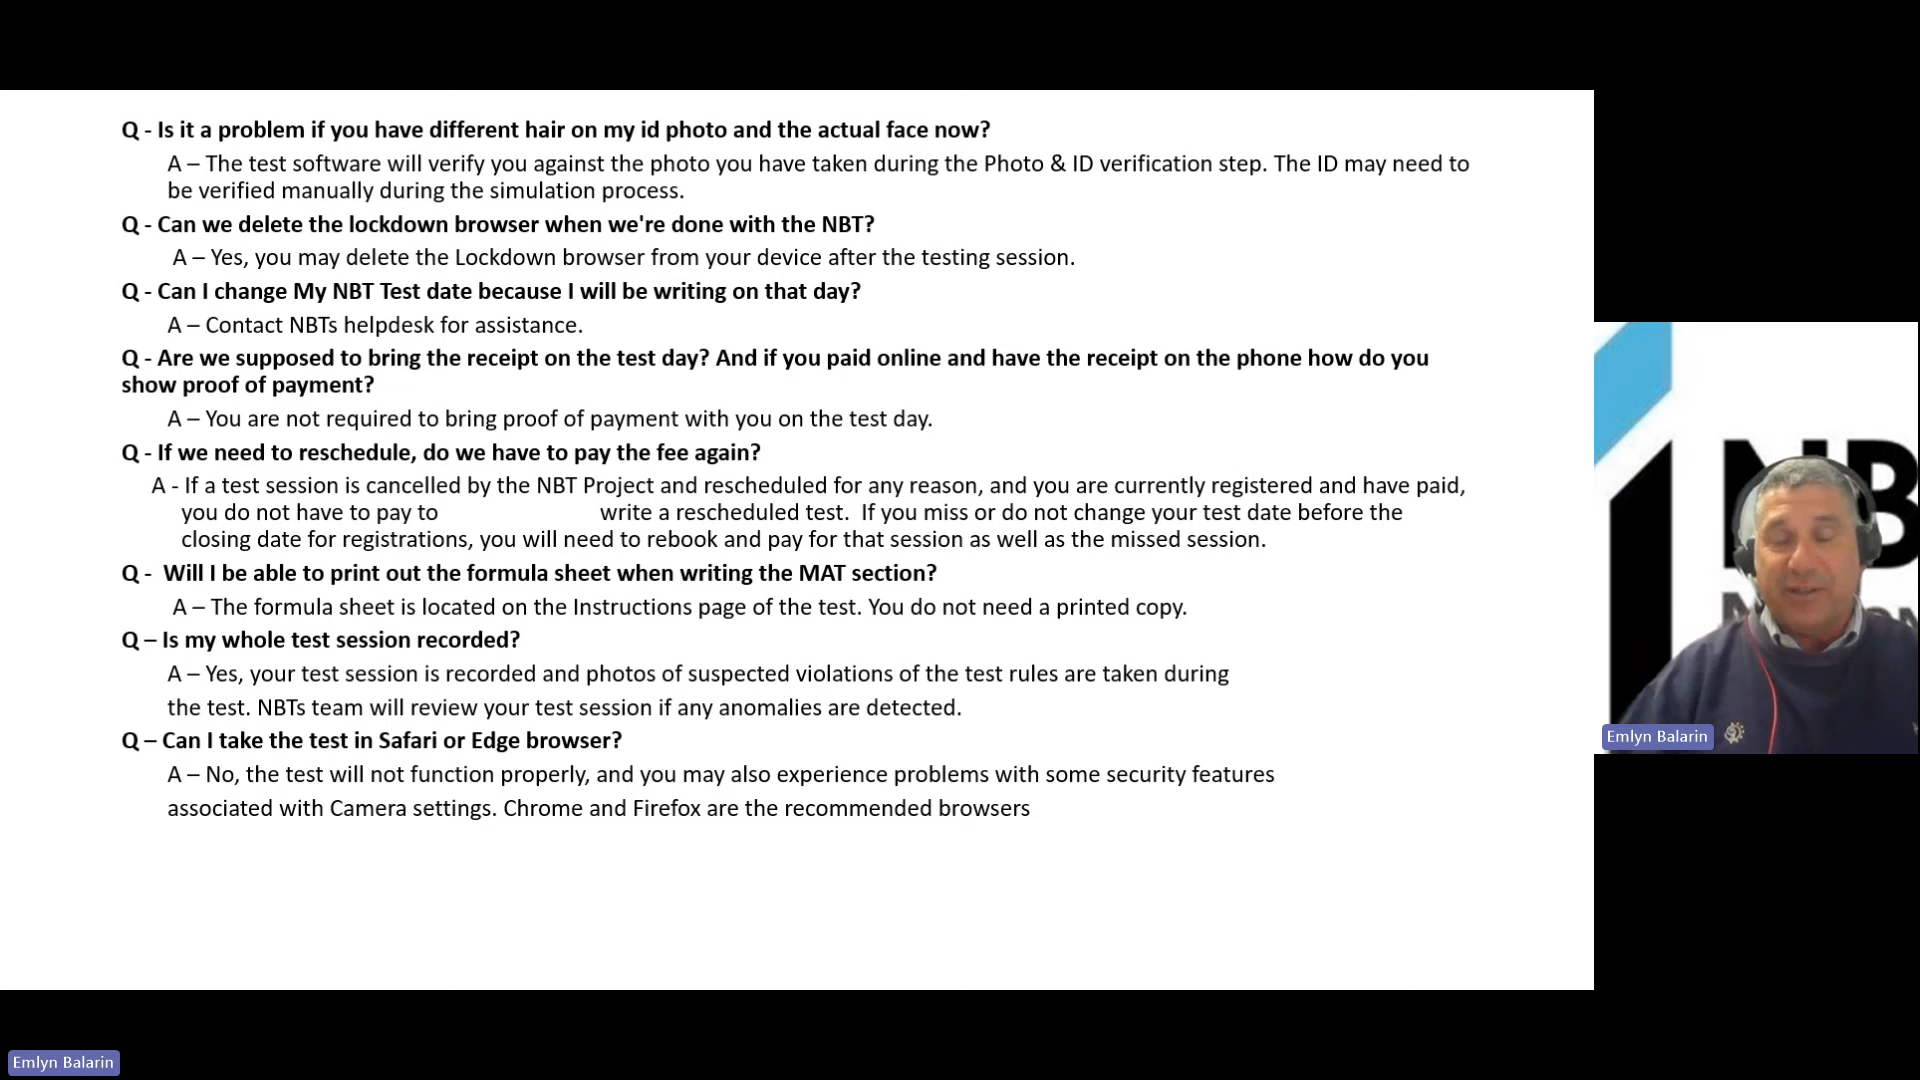 Q - Is it a problem if you have different hair on my id photo and the actual face now?
A – The test software will verify you against the photo you have taken during the Photo & ID verification step. The ID may need to
be verified manually during the simulation process.
Q - Can we delete the lockdown browser when we're done with the NBT?
A – Yes, you may delete the Lockdown browser from your device after the testing session.
Q - Can I change My NBT Test date because I will be writing on that day?
A – Contact NBTs helpdesk for assistance.
Q - Are we supposed to bring the receipt on the test day? And if you paid online and have the receipt on the phone how do you
show proof of payment?
A – You are not required to bring proof of payment with you on the test day.
Q - If we need to reschedule, do we have to pay the fee again?
A - If a test session is cancelled by the NBT Project and rescheduled for any reason, and you are currently registered and have paid,
you do not have to pay to write a rescheduled test. If you miss or do not change your test date before the
closing date for registrations, you will need to rebook and pay for that session as well as the missed session.
Q - Will I be able to print out the formula sheet when writing the MAT section?
A – The formula sheet is located on the Instructions page of the test. You do not need a printed copy.
Q – Is my whole test session recorded?
A – Yes, your test session is recorded and photos of suspected violations of the test rules are taken during
the test. NBTs team will review your test session if any anomalies are detected.
Q – Can I take the test in Safari or Edge browser?
A – No, the test will not function properly, and you may also experience problems with some security features
associated with Camera settings. Chrome and Firefox are the recommended browsers
NB
Emlyn Balarin
Emlyn Balarin